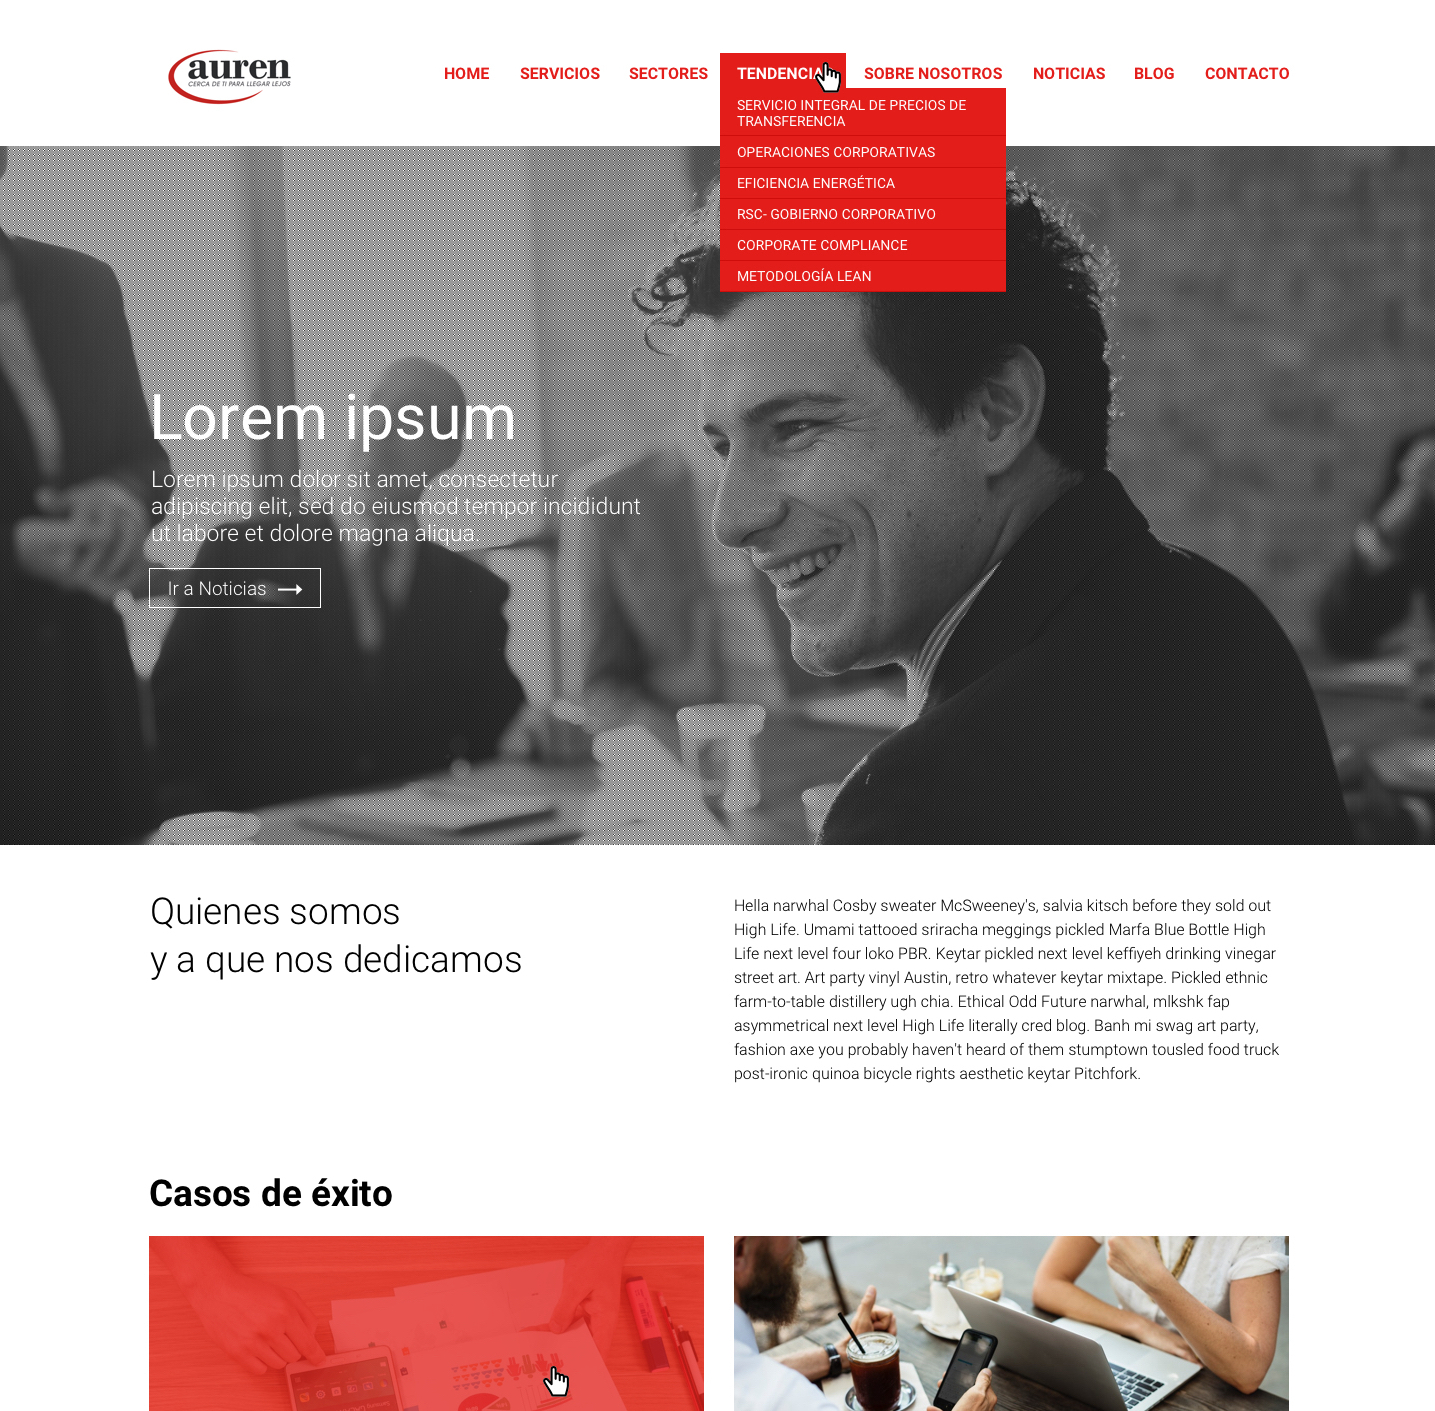 auren
CERCA DE TI PARA LLEGAR LEJOS
HOME SERVICIOS SECTORES TENDENCIA SOBRE NOSOTROS NOTICIAS BLOG CONTACTO
SERVICIO INTEGRAL DE PRECIOS DE
TRANSFERENCIA
OPERACIONES CORPORATIVAS
EFICIENCIA ENERGÉTICA
RSC- GOBIERNO CORPORATIVO
CORPORATE COMPLIANCE
METODOLOGÍA LEAN
Lorem ipsum
Lorem ipsum dolor sit amet, consectetur
adipiscing elit, sed do eiusmod tempor incididunt
ut labore et dolore magna aliqua.
Ir a Noticias
Quienes somos
y a que nos dedicamos
Hella narwhal Cosby sweater McSweeney's, salvia kitsch before they sold out
High Life. Umami tattooed sriracha meggings pickled Marfa Blue Bottle High
Life next level four loko PBR. Keytar pickled next level keffiyeh drinking vinegar
street art. Art party vinyl Austin, retro whatever keytar mixtape. Pickled ethnic
farm-to-table distillery ugh chia. Ethical Odd Future narwhal, mlkshk fap
asymmetrical next level High Life literally cred blog. Banh mi swag art party,
fashion axe you probably haven't heard of them stumptown tousled food truck
post-ironic quinoa bicycle rights aesthetic keytar Pitchfork.
Casos de éxito